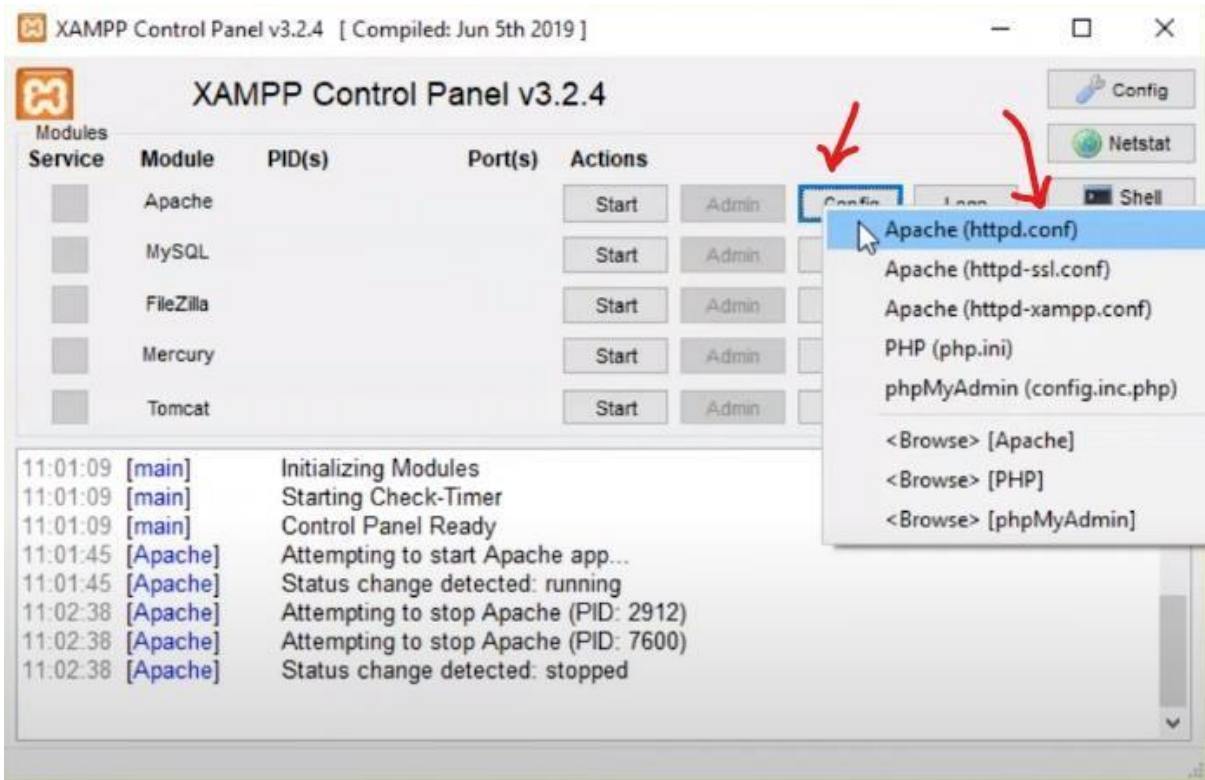 XAMPP Control Panel v3.2.4 [ Compiled: Jun 5th 2019 ]
XAMPP Control Panel v3.2.4
Config
Modules
Netstat
Service Module PID(s) Port(s) Actions
Shell
Apache Start Admin Config Logs
MySQL Start Admin
FileZilla Start Admin
Mercury Start Admin
Tomcat Start Admin
Apache (httpd.conf)
Apache (httpd-ssl.conf)
Apache (httpd-xampp.conf)
PHP (php.ini)
phpMyAdmin (config.inc.php)
<Browse> [Apache]
<Browse> [PHP]
<Browse> [phpMyAdmin]
11:01:09 [main] Initializing Modules
11:01:09 [main] Starting Check-Timer
11:01:09 [main] Control Panel Ready
11:01:45 [Apache] Attempting to start Apache app...
11:01:45 [Apache] Status change detected: running
11:02:38 [Apache] Attempting to stop Apache (PID: 2912)
11:02:38 [Apache] Attempting to stop Apache (PID: 7600)
11:02:38 [Apache] Status change detected: stopped